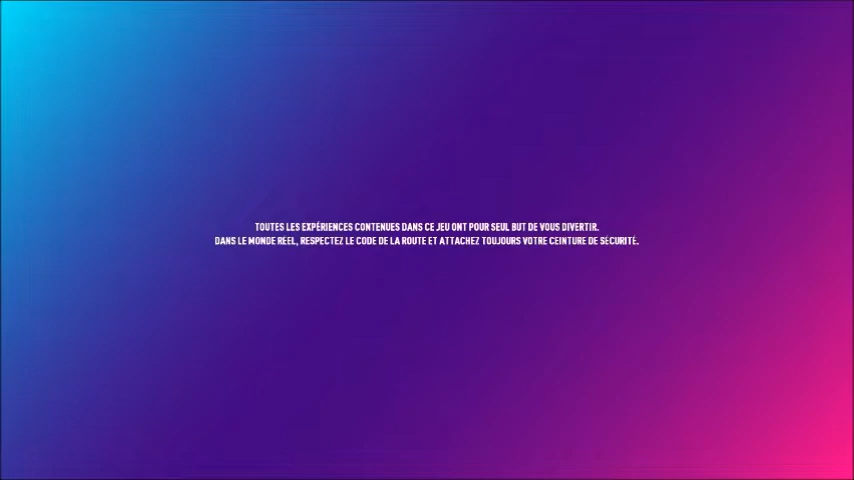 TOUTES LES EXPÉRIENCES CONTENUES DANS CE JEU ONT POUR SEUL BUT DE VOUS DIVERTIR.
DANS LE MONDE RÉEL, RESPECTEZ LE CODE DE LA ROUTE ET ATTACHEZ TOUJOURS VOTRE CEINTURE DE SÉCURITÉ.